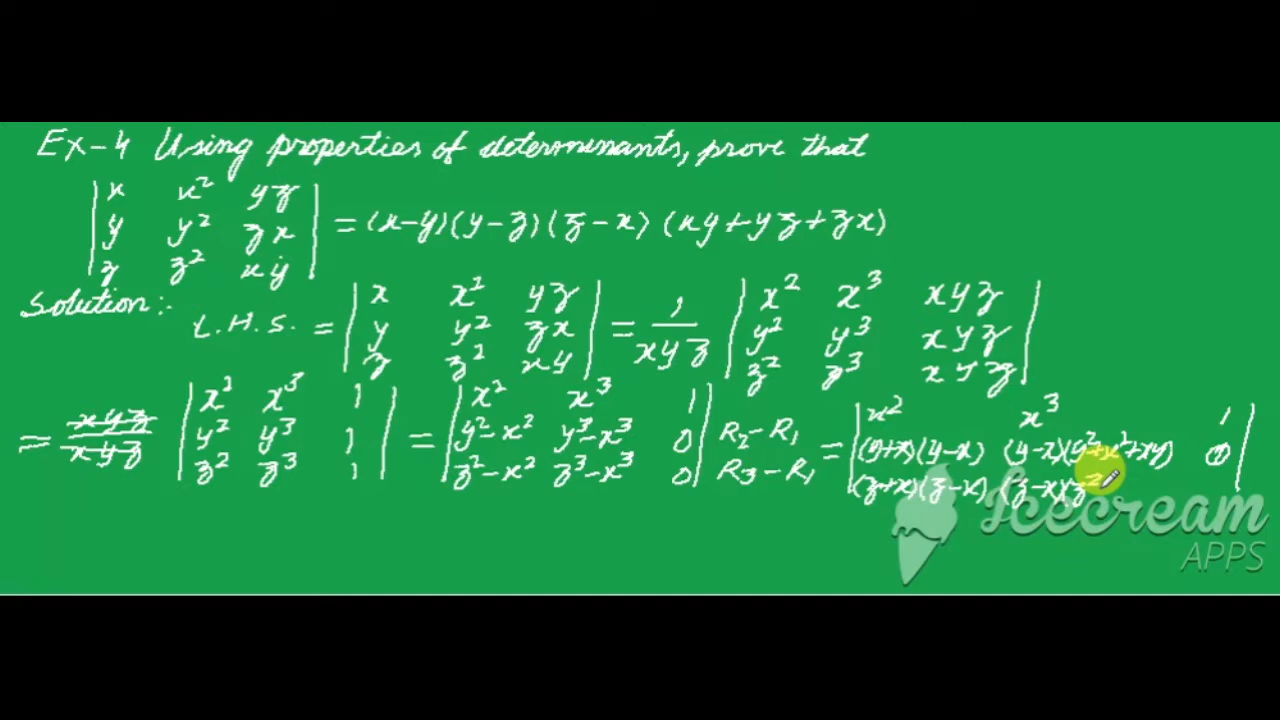 Ex-4 Using properties of determinants, prove that
| x x² yz |
| y y² zx | = (x-y)(y-z)(z-x)(xy+yz+zx)
| z z² xy |
Solution:-
L.H.S. = | x x² yz | = 1/xyz | x² x³ xyz |
| y y² zx | | y² y³ xyz |
| z z² xy | | z² z³ xyz |
= xyz/xyz | x² x³ 1 | = | x² x³ 1 | = | x² x³ 1 |
| y² y³ 1 | | y²-x² y³-x³ 0 | R₂-R₁ | (y+x)(y-x) (y-x)(y²+x²+xy) 0 |
| z² z³ 1 | | z²-x² z³-x³ 0 | R₃-R₁ | (z+x)(z-x) (z-x)(z²
Icecream
APPS